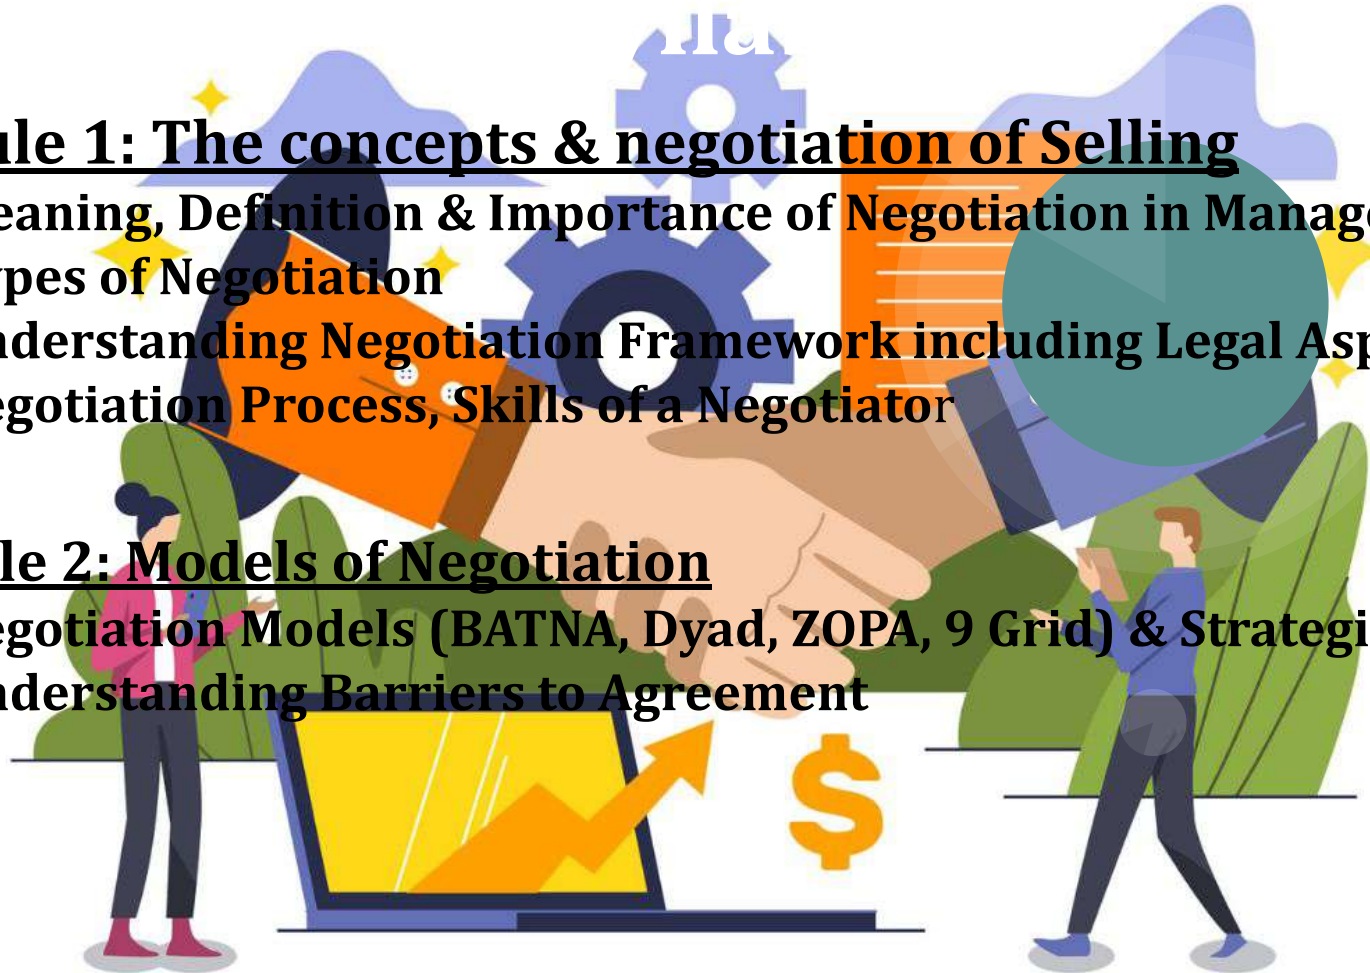 ule 1: The concepts & negotiation of Selling
eaning, Definition & Importance of Negotiation in Manage
pes of Negotiation
nderstanding Negotiation Framework including Legal Asp
egotiation Process, Skills of a Negotiator
le 2: Models of Negotiation
egotiation Models (BATNA, Dyad, ZOPA, 9 Grid) & Strategi
nderstanding Barriers to Agreement